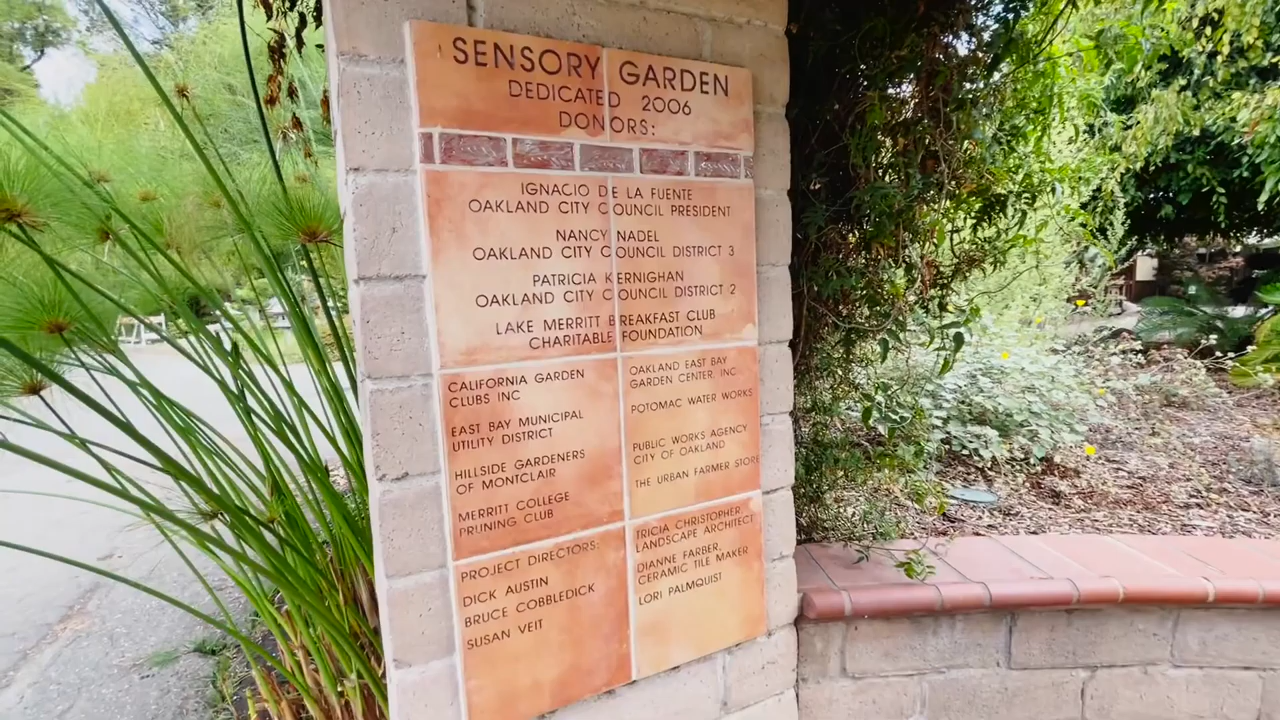 SENSORY GARDEN
DEDICATED 2006
DONORS:
IGNACIO DE LA FUENTE
OAKLAND CITY COUNCIL PRESIDENT
NANCY NADEL
OAKLAND CITY COUNCIL DISTRICT 3
PATRICIA KERNIGHAN
OAKLAND CITY COUNCIL DISTRICT 2
LAKE MERRITT BREAKFAST CLUB
CHARITABLE FOUNDATION
CALIFORNIA GARDEN
CLUBS INC
EAST BAY MUNICIPAL
UTILITY DISTRICT
HILLSIDE GARDENERS
OF MONTCLAIR
MERRITT COLLEGE
PRUNING CLUB
OAKLAND EAST BAY
GARDEN CENTER, INC
POTOMAC WATER WORKS
PUBLIC WORKS AGENCY
CITY OF OAKLAND
THE URBAN FARMER STORE
PROJECT DIRECTORS:
DICK AUSTIN
BRUCE COBBLEDICK
SUSAN VEIT
TRICIA CHRISTOPHER,
LANDSCAPE ARCHITECT
DIANNE FARBER,
CERAMIC TILE MAKER
LORI PALMQUIST